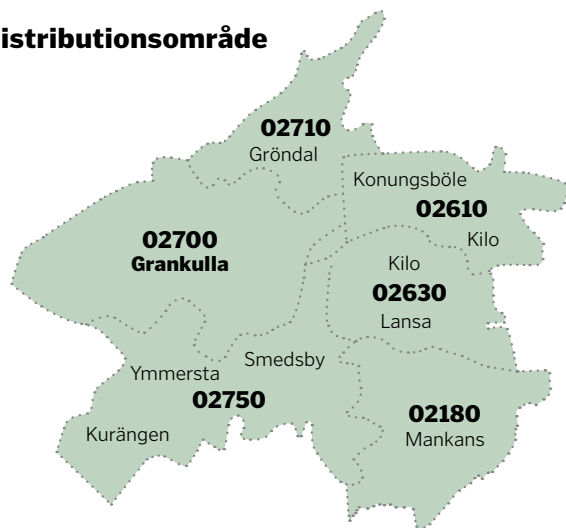 istributionsområde
02710
Gröndal
Konungsböle
02610
Kilo
02700
Grankulla
Kilo
02630
Lansa
Smedsby
Ymmersta
02750
Kurängen
02180
Mankans